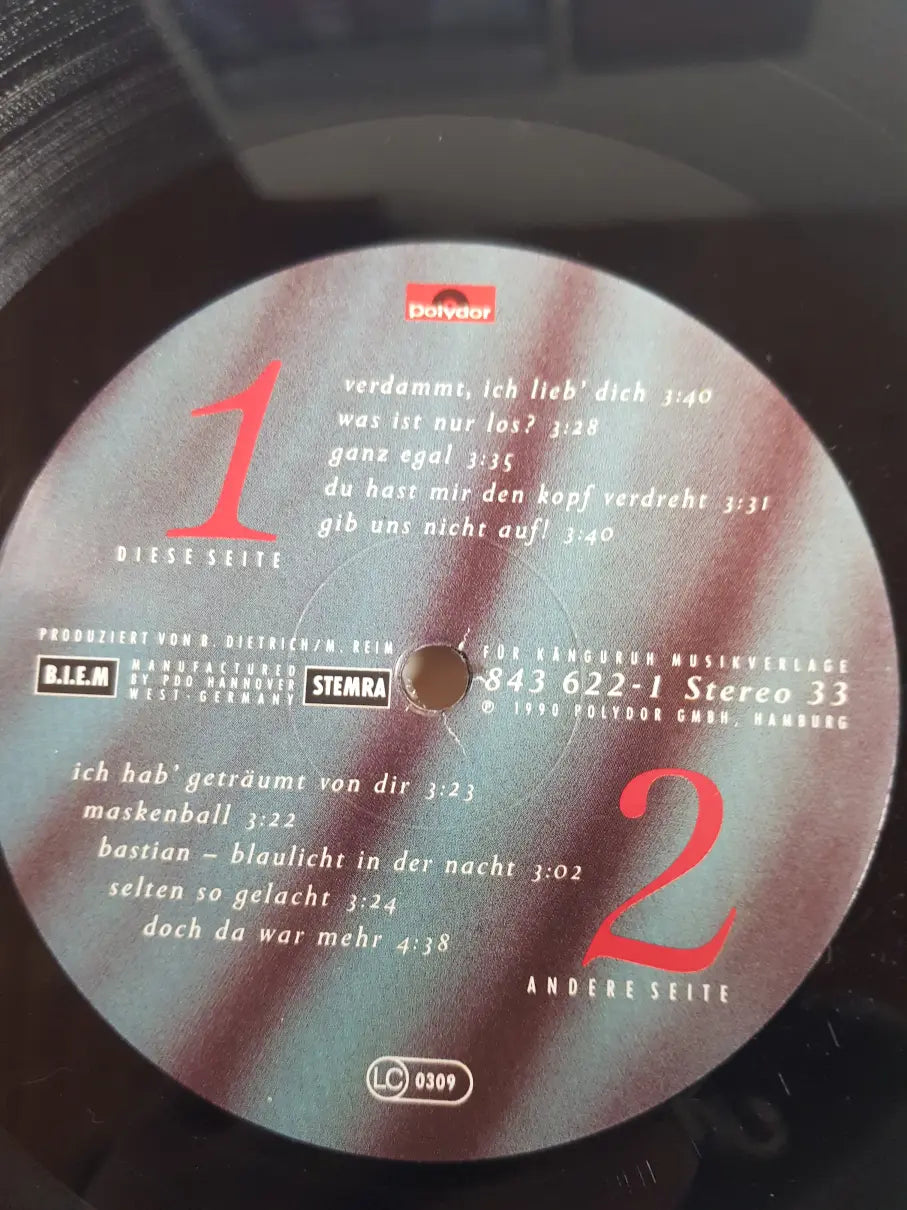 polydor
1
verdammt, ich lieb' dich 3:40
was ist nur los? 3:28
ganz egal 3:35
du hast mir den kopf verdreht 3:31
gib uns nicht auf! 3:40
DIESE SEITE
PRODUZIERT VON B. DIETRICH/M. REIM
FÜR KÄNGURUH MUSIKVERLAGE
B.I.E.M
MANUFACTURED
BY PDO HANNOVER
WEST-GERMANY
STEMRA
843 622-1 Stereo 33
℗ 1990 POLYDOR GMBH, HAMBURG
ich hab' geträumt von dir 3:23
maskenball 3:22
bastian – blaulicht in der nacht 3:02
selten so gelacht 3:24
doch da war mehr 4:38
2
ANDERE SEITE
LC 0309